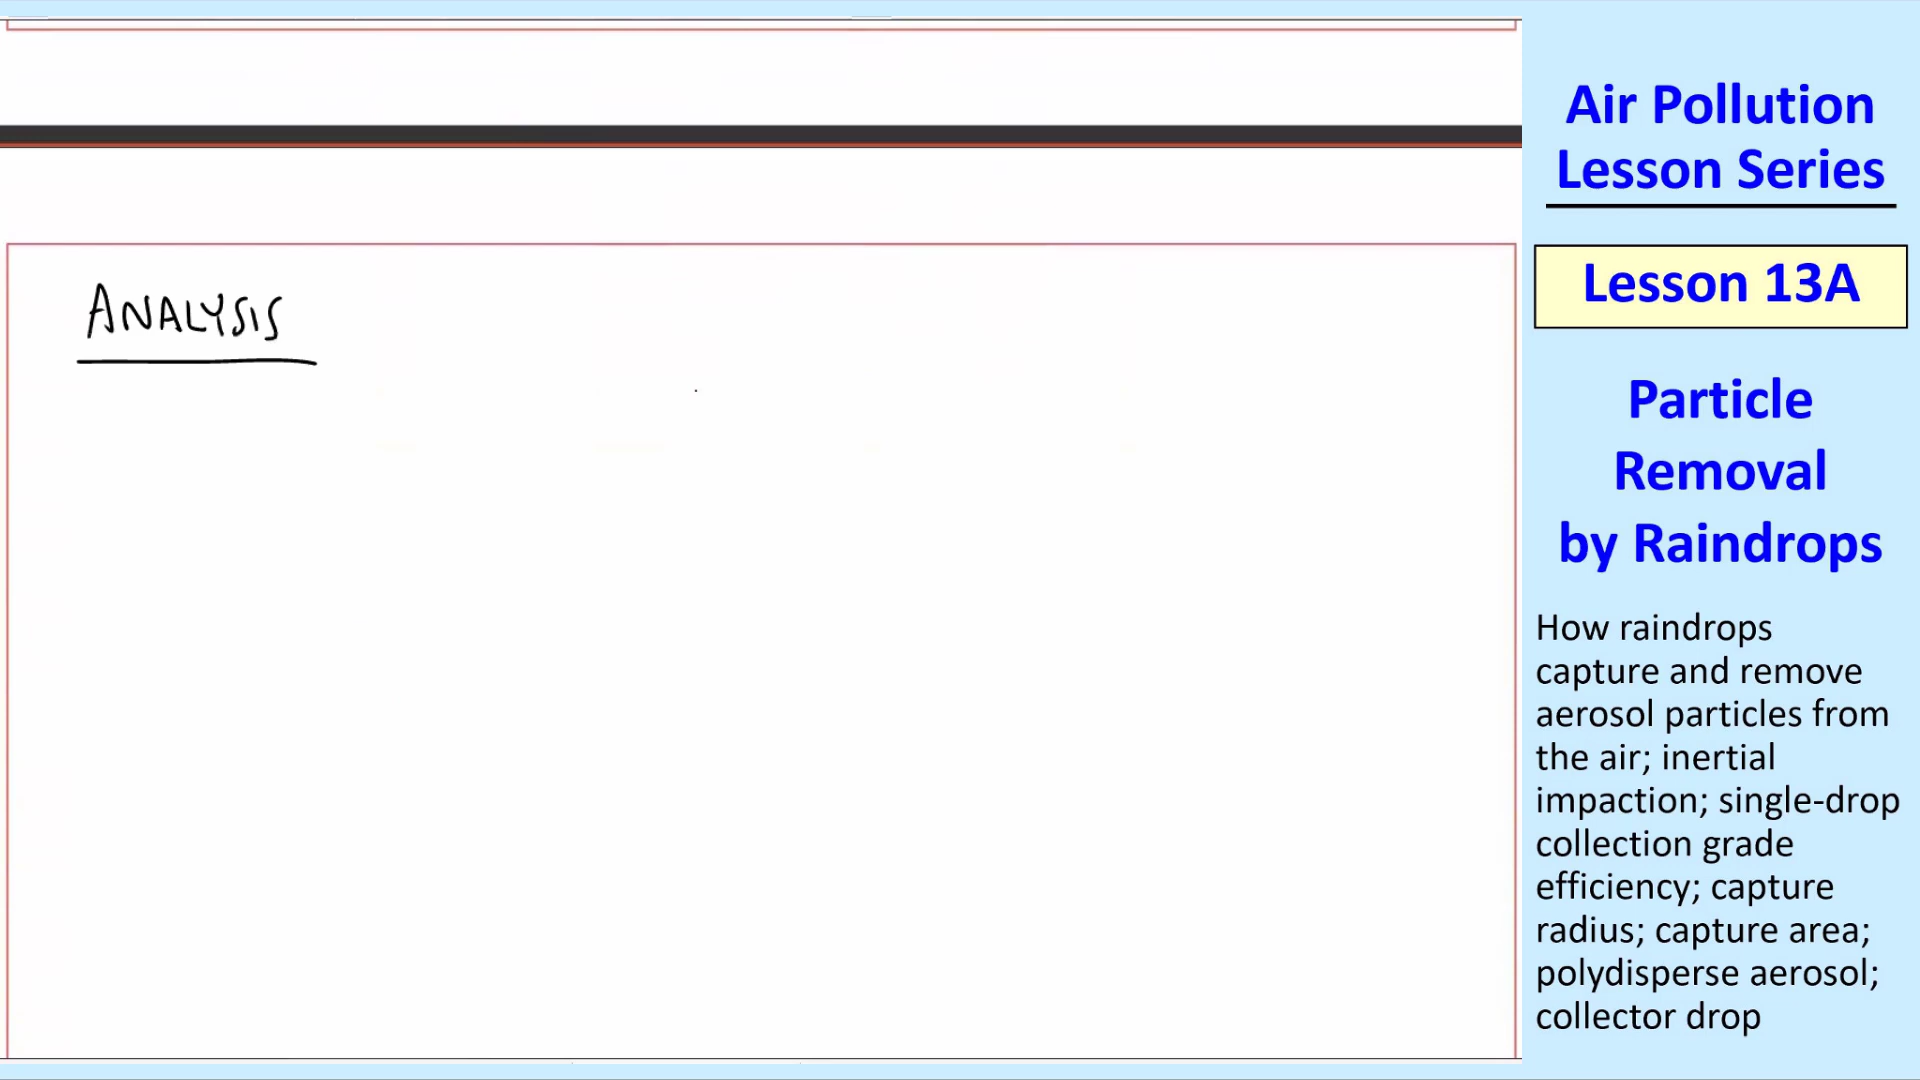 ANALYSIS
Air Pollution
Lesson Series
Lesson 13A
Particle
Removal
by Raindrops
How raindrops
capture and remove
aerosol particles from
the air; inertial
impaction; single-drop
collection grade
efficiency; capture
radius; capture area;
polydisperse aerosol;
collector drop